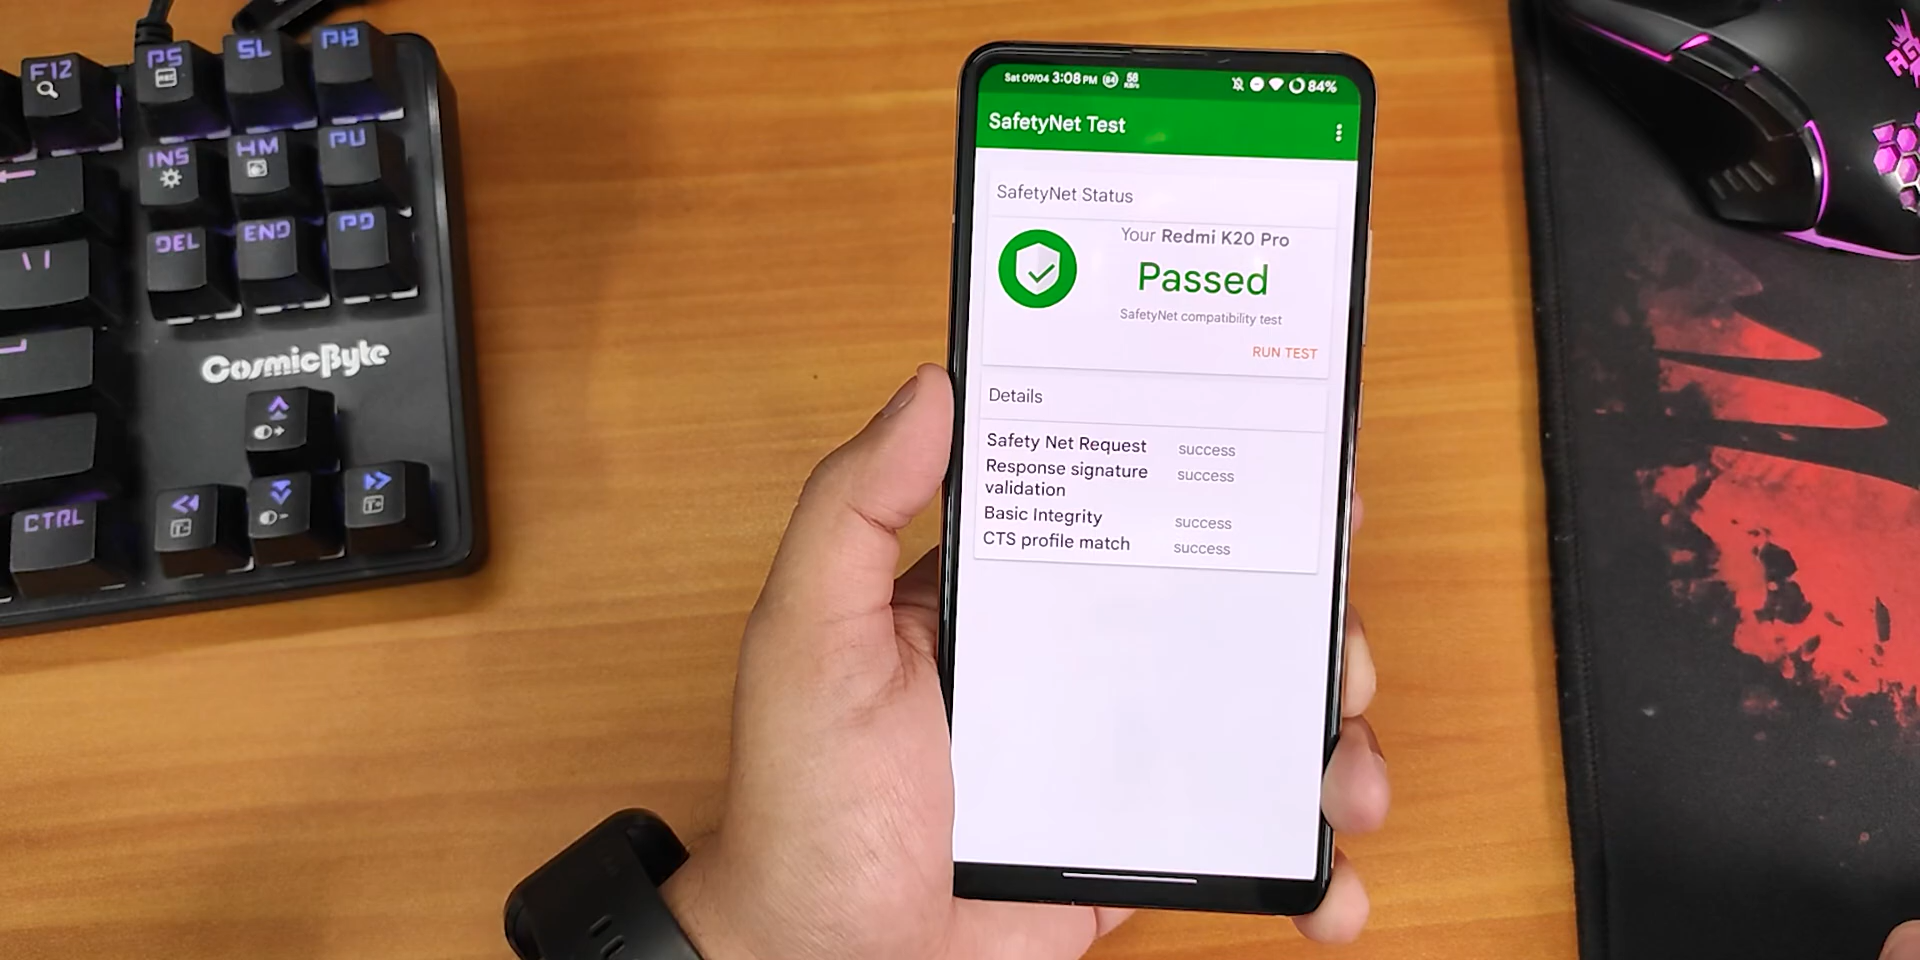 F12
PS
SL
PB
INS
HM
PU
DEL
END
PD
\ |
CosmicByte
CTRL
Sat 09/04 3:08 PM 84 56 KB/s 84%
SafetyNet Test
SafetyNet Status
Your Redmi K20 Pro
Passed
SafetyNet compatibility test
RUN TEST
Details
Safety Net Request success
Response signature success
validation
Basic Integrity success
CTS profile match success